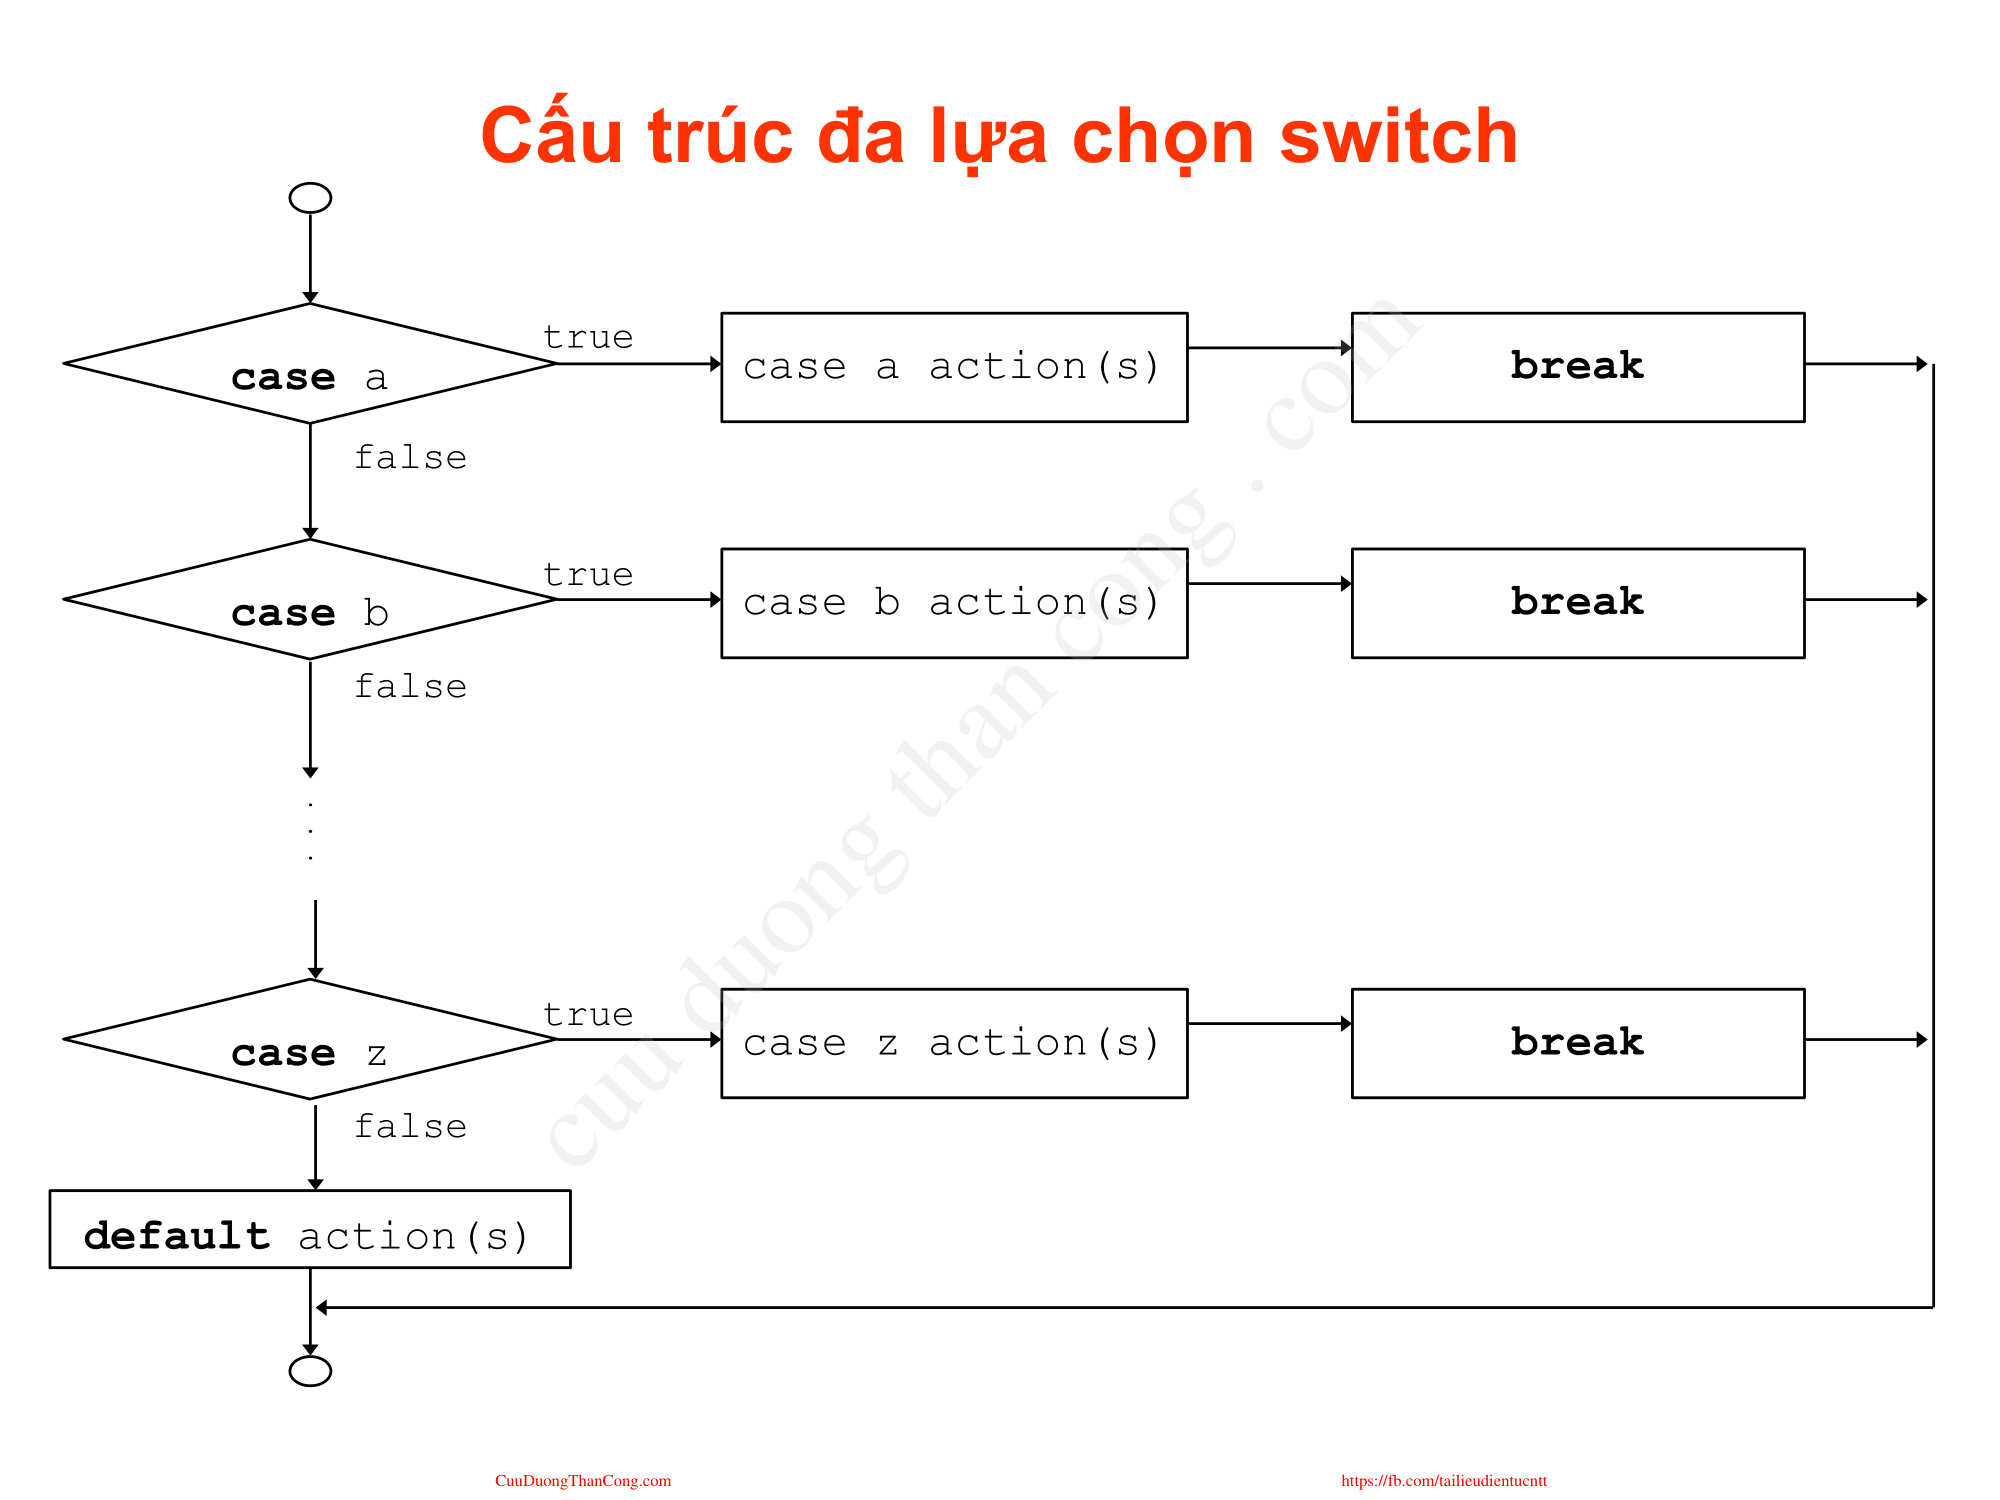 Cấu trúc đa lựa chọn switch
case a
true
case a action(s)
break
false
case b
true
case b action(s)
break
false
.
.
.
case z
true
case z action(s)
break
false
default action(s)
cuu duong than cong . com
CuuDuongThanCong.com
https://fb.com/tailieudientucntt